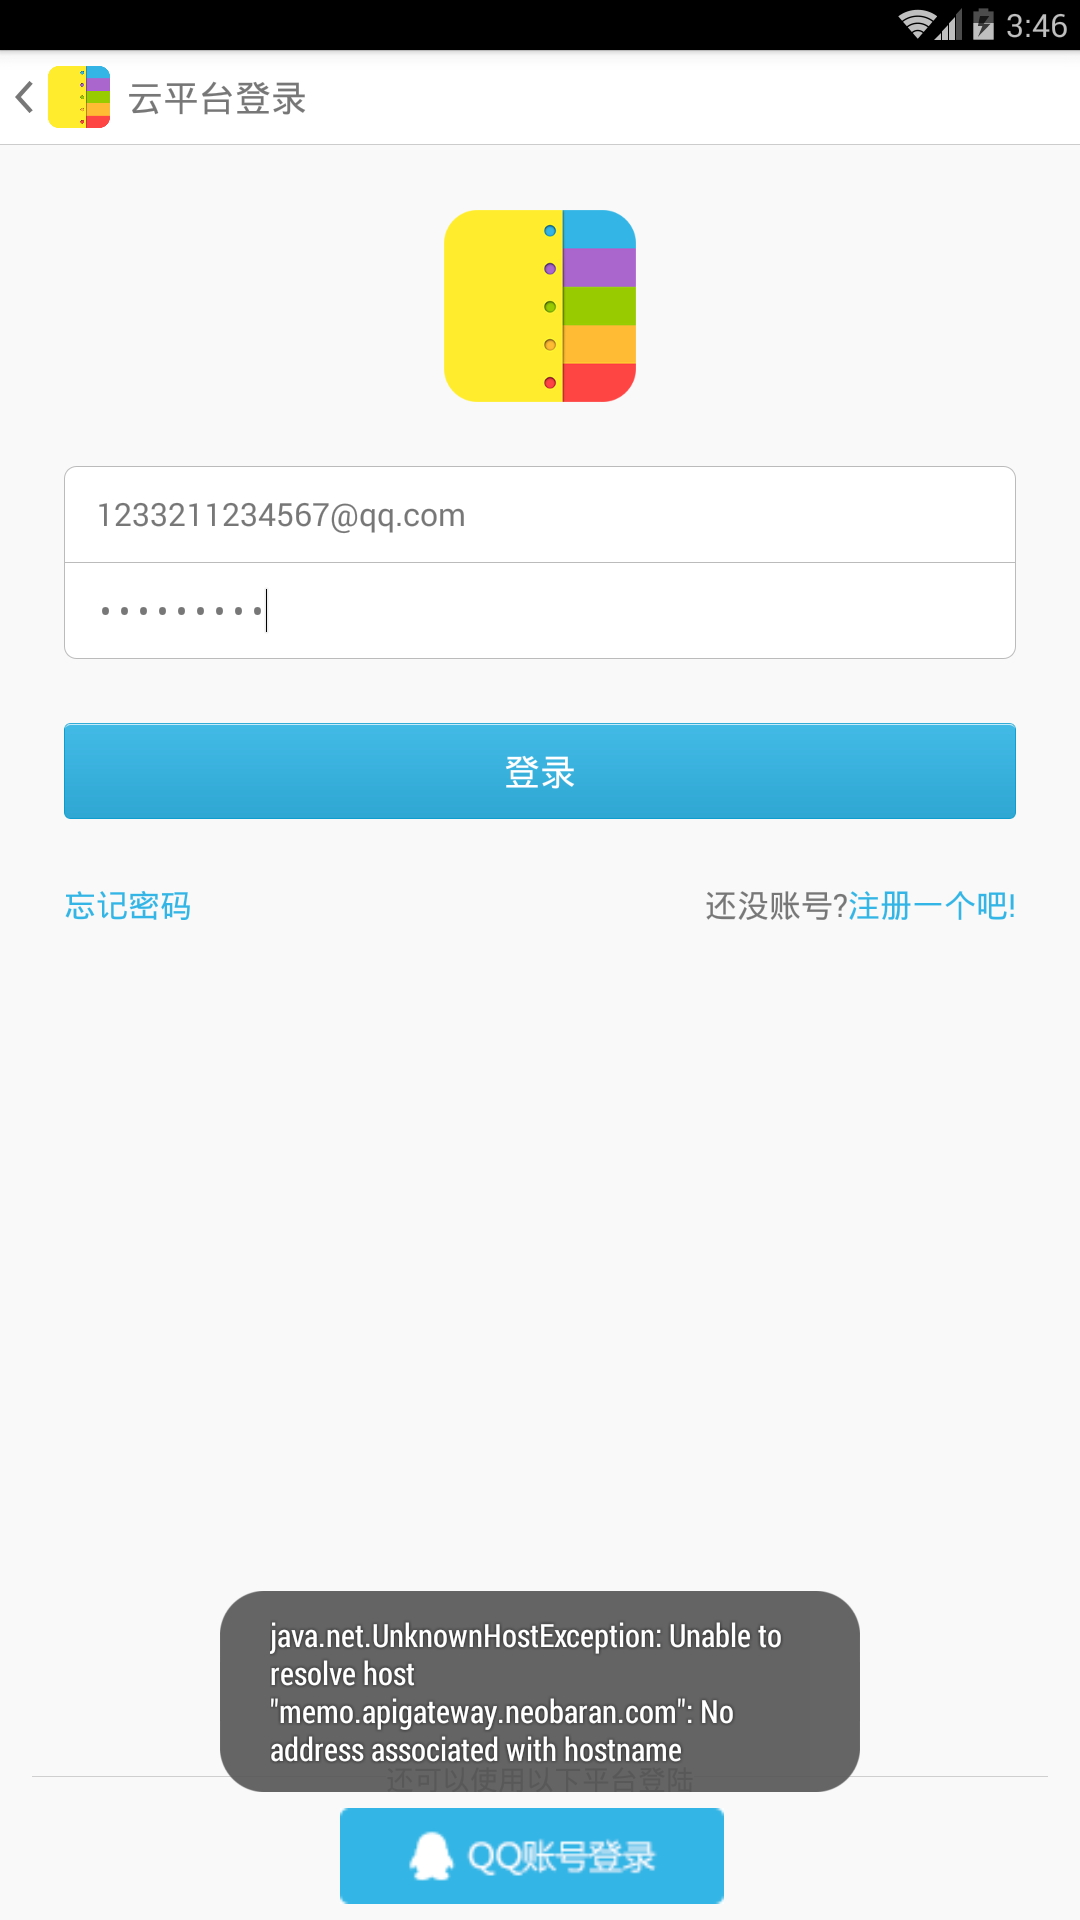 3:46
云平台登录
1233211234567@qq.com
•••••••••
登录
忘记密码
还没账号?注册一个吧!
java.net.UnknownHostException: Unable to
resolve host
"memo.apigateway.neobaran.com": No
address associated with hostname
还可以使用以下平台登陆
QQ账号登录